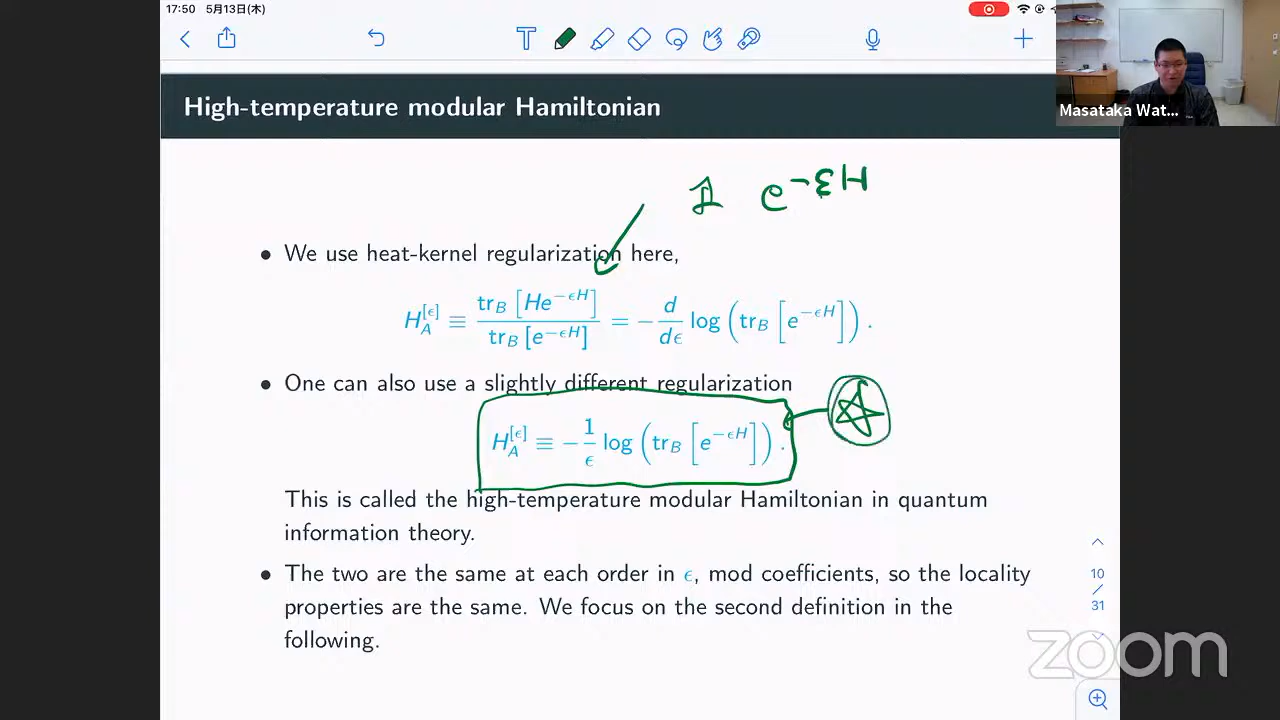 17:50 5月13日(木)
High-temperature modular Hamiltonian
Masataka Wat...
𝟙 e^{-εH}
• We use heat-kernel regularization here,
H_A^{[ϵ]} ≡ tr_B [He^{-ϵH}] / tr_B [e^{-ϵH}] = − d/dϵ log (tr_B [e^{-ϵH}]) .
• One can also use a slightly different regularization
H_A^{[ϵ]} ≡ − 1/ϵ log (tr_B [e^{-ϵH}]) .
This is called the high-temperature modular Hamiltonian in quantum
information theory.
• The two are the same at each order in ϵ, mod coefficients, so the locality
properties are the same. We focus on the second definition in the
following.
10
/
31
zoom